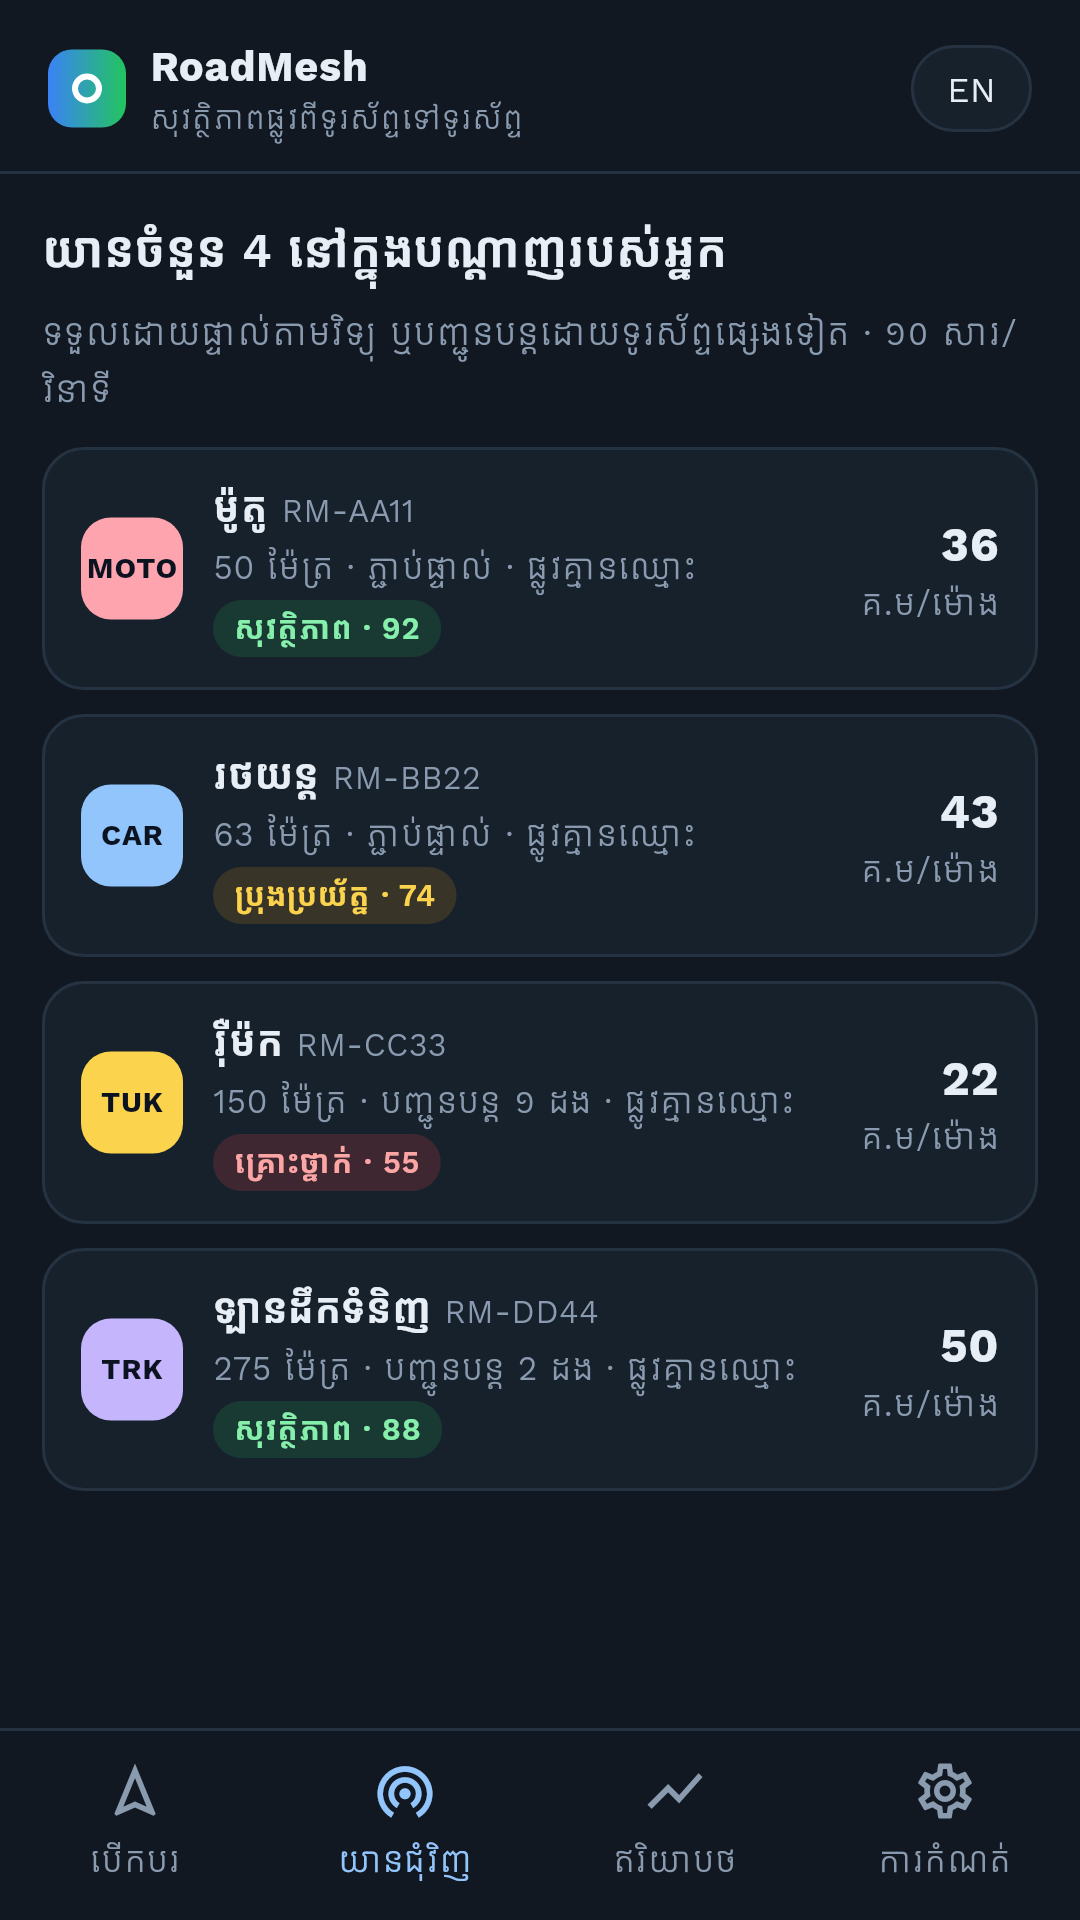 RoadMesh
សុវត្ថិភាពផ្លូវពីទូរស័ព្ទទៅទូរស័ព្ទ
EN
យានចំនួន 4 នៅក្នុងបណ្តាញរបស់អ្នក
ទទួលដោយផ្ទាល់តាមវិទ្យុ ឬបញ្ជូនបន្តដោយទូរស័ព្ទផ្សេងទៀត · ១០ សារ/
វិនាទី
MOTO
ម៉ូតូ RM-AA11
50 ម៉ែត្រ · ភ្ជាប់ផ្ទាល់ · ផ្លូវគ្មានឈ្មោះ
សុវត្ថិភាព · 92
36
គ.ម/ម៉ោង
CAR
រថយន្ត RM-BB22
63 ម៉ែត្រ · ភ្ជាប់ផ្ទាល់ · ផ្លូវគ្មានឈ្មោះ
ប្រុងប្រយ័ត្ន · 74
43
គ.ម/ម៉ោង
TUK
រ៉ឺម៉ក RM-CC33
150 ម៉ែត្រ · បញ្ជូនបន្ត ១ ដង · ផ្លូវគ្មានឈ្មោះ
គ្រោះថ្នាក់ · 55
22
គ.ម/ម៉ោង
TRK
ឡានដឹកទំនិញ RM-DD44
275 ម៉ែត្រ · បញ្ជូនបន្ត 2 ដង · ផ្លូវគ្មានឈ្មោះ
សុវត្ថិភាព · 88
50
គ.ម/ម៉ោង
បើកបរ
យានជុំវិញ
ឥរិយាបថ
ការកំណត់